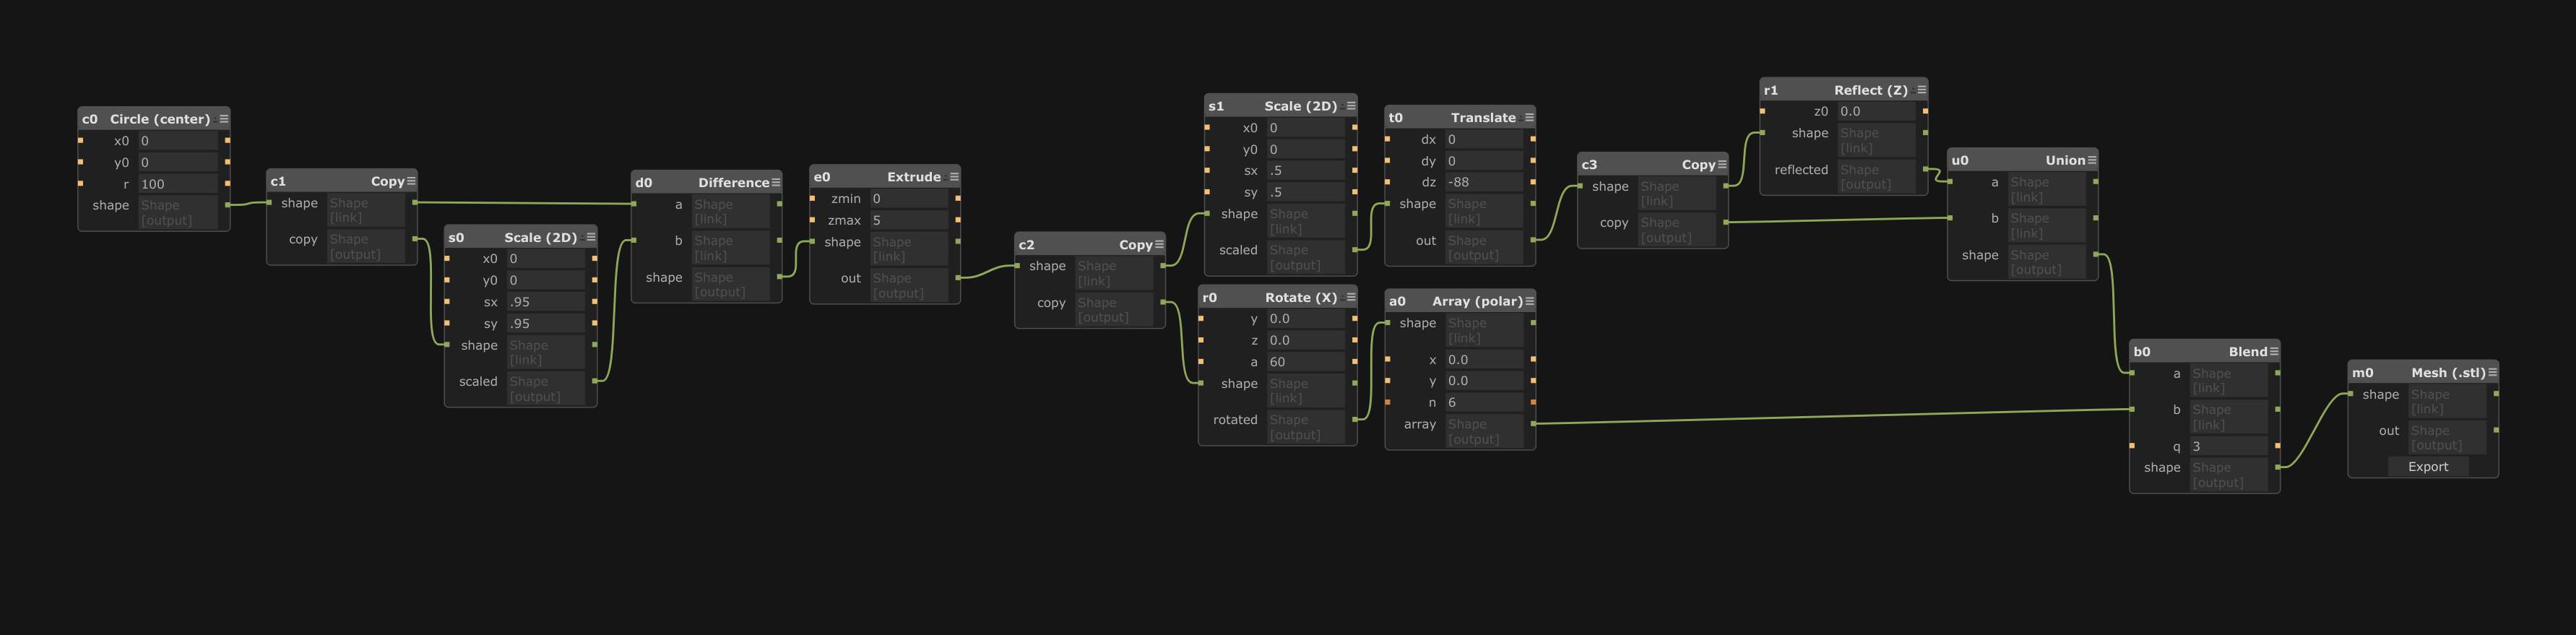 c0 Circle (center)
x0 0
y0 0
r 100
shape Shape
[output]
c1 Copy
shape Shape
[link]
copy Shape
[output]
s0 Scale (2D)
x0 0
y0 0
sx .95
sy .95
shape Shape
[link]
scaled Shape
[output]
d0 Difference
a Shape
[link]
b Shape
[link]
shape Shape
[output]
e0 Extrude
zmin 0
zmax 5
shape Shape
[link]
out Shape
[output]
c2 Copy
shape Shape
[link]
copy Shape
[output]
s1 Scale (2D)
x0 0
y0 0
sx .5
sy .5
shape Shape
[link]
scaled Shape
[output]
r0 Rotate (X)
y 0.0
z 0.0
a 60
shape Shape
[link]
rotated Shape
[output]
t0 Translate
dx 0
dy 0
dz -88
shape Shape
[link]
out Shape
[output]
a0 Array (polar)
shape Shape
[link]
x 0.0
y 0.0
n 6
array Shape
[output]
c3 Copy
shape Shape
[link]
copy Shape
[output]
r1 Reflect (Z)
z0 0.0
shape Shape
[link]
reflected Shape
[output]
u0 Union
a Shape
[link]
b Shape
[link]
shape Shape
[output]
b0 Blend
a Shape
[link]
b Shape
[link]
q 3
shape Shape
[output]
m0 Mesh (.stl)
shape Shape
[link]
out Shape
[output]
Export